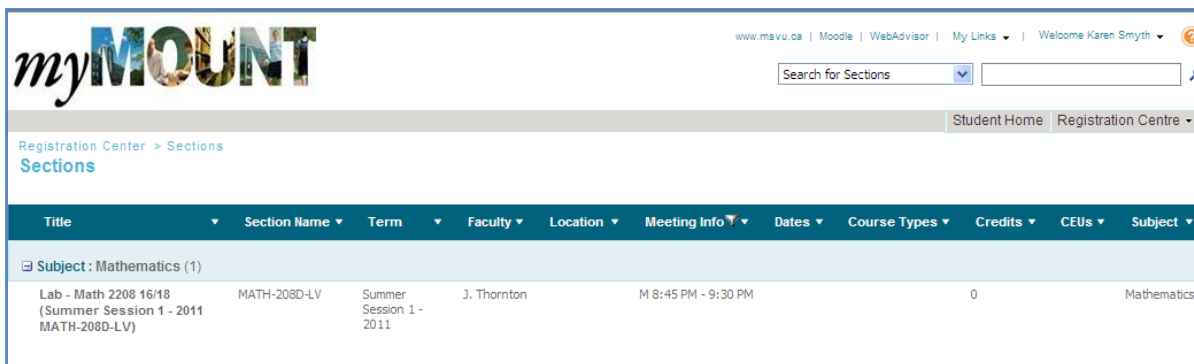 myMOUNT
www.msvu.ca | Moodle | WebAdvisor | My Links | Welcome Karen Smyth ?
Search for Sections
Student Home Registration Centre
Registration Center > Sections
Sections
Title Section Name Term Faculty Location Meeting Info Dates Course Types Credits CEUs Subject
Subject : Mathematics (1)
Lab - Math 2208 16/18 MATH-208D-LV Summer J. Thornton M 8:45 PM - 9:30 PM 0 Mathematics
(Summer Session 1 - 2011 Session 1 -
MATH-208D-LV) 2011